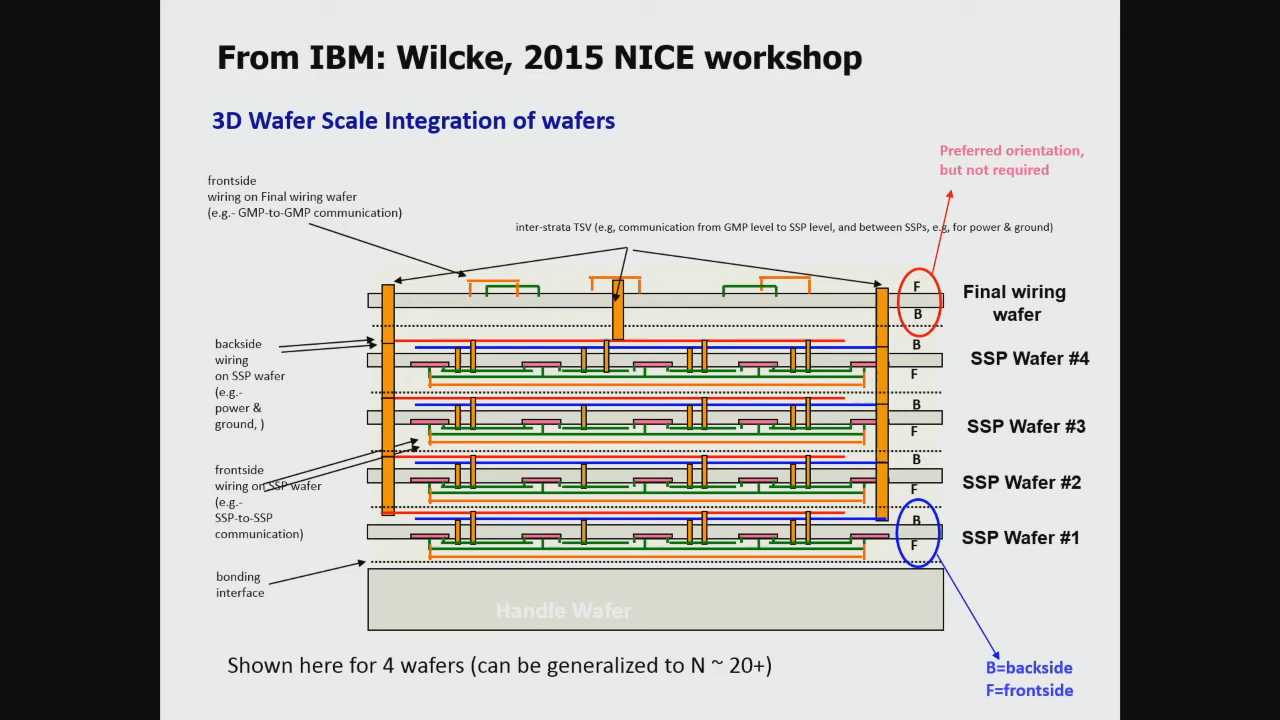 From IBM: Wilcke, 2015 NICE workshop
3D Wafer Scale Integration of wafers
Preferred orientation,
but not required
frontside
wiring on Final wiring wafer
(e.g.- GMP-to-GMP communication)
inter-strata TSV (e.g, communication from GMP level to SSP level, and between SSPs, e.g, for power & ground)
F
B
Final wiring
wafer
backside
wiring
on SSP wafer
(e.g.-
power &
ground, )
B
F
SSP Wafer #4
B
F
SSP Wafer #3
frontside
wiring on SSP wafer
(e.g.-
SSP-to-SSP
communication)
B
F
SSP Wafer #2
B
F
SSP Wafer #1
bonding
interface
Handle Wafer
Shown here for 4 wafers (can be generalized to N ~ 20+)
B=backside
F=frontside